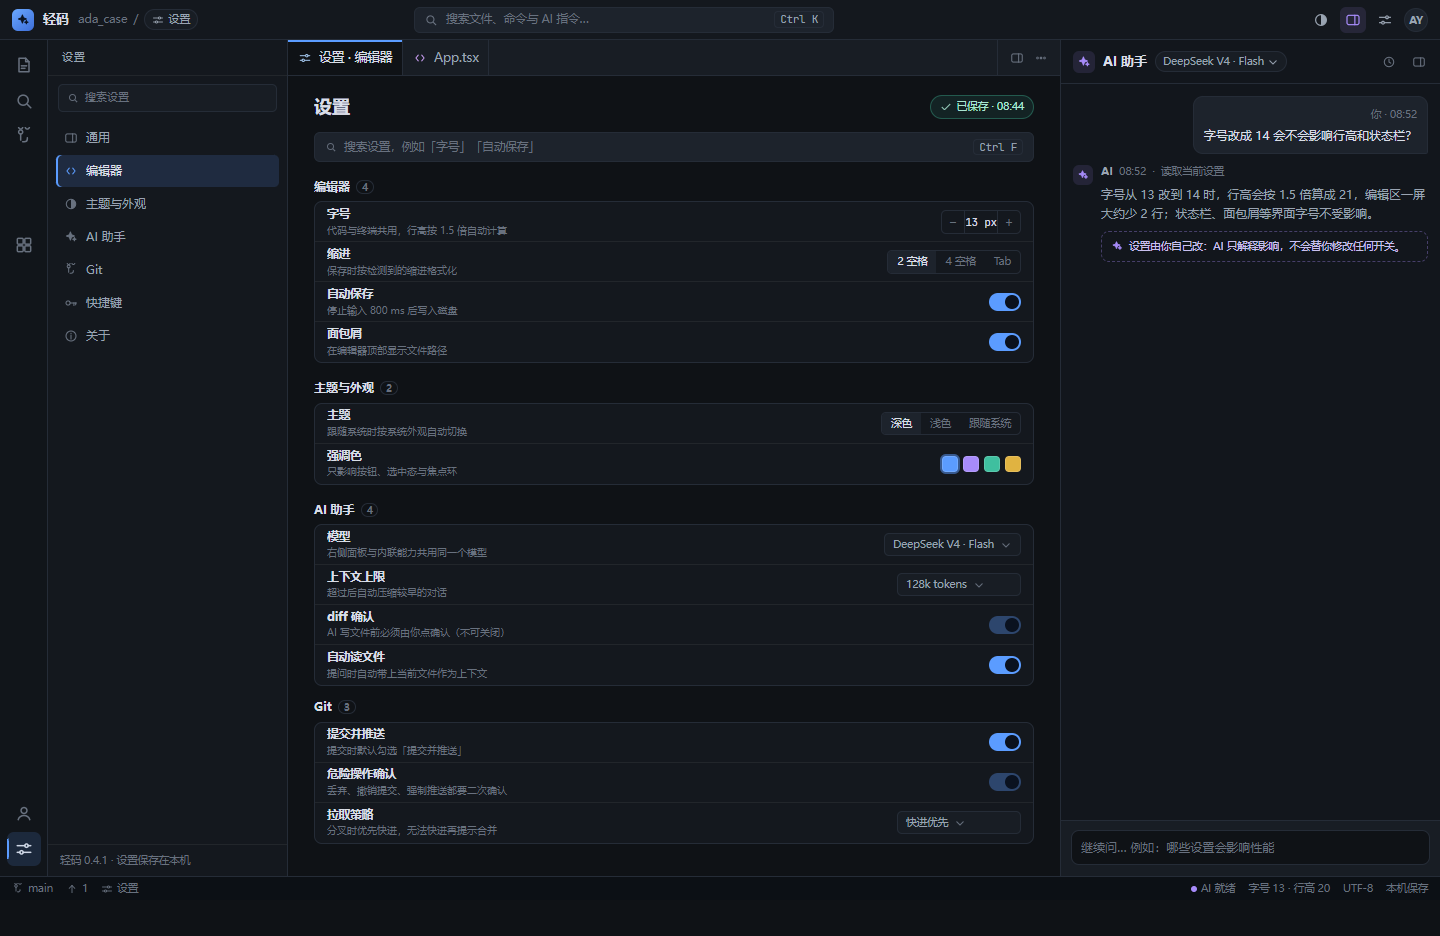 轻码 ada_case / 设置
搜索文件、命令与 AI 指令... Ctrl K
AY
设置
搜索设置
通用
编辑器
主题与外观
AI 助手
Git
快捷键
关于
轻码 0.4.1 · 设置保存在本机
设置 · 编辑器
App.tsx
设置
已保存 · 08:44
搜索设置，例如「字号」「自动保存」 Ctrl F
编辑器 4
字号
代码与终端共用，行高按 1.5 倍自动计算
− 13 px +
缩进
保存时按检测到的缩进格式化
2 空格 4 空格 Tab
自动保存
停止输入 800 ms 后写入磁盘
面包屑
在编辑器顶部显示文件路径
主题与外观 2
主题
跟随系统时按系统外观自动切换
深色 浅色 跟随系统
强调色
只影响按钮、选中态与焦点环
AI 助手 4
模型
右侧面板与内联能力共用同一个模型
DeepSeek V4 · Flash
上下文上限
超过后自动压缩较早的对话
128k tokens
diff 确认
AI 写文件前必须由你点确认（不可关闭）
自动读文件
提问时自动带上当前文件作为上下文
Git 3
提交并推送
提交时默认勾选「提交并推送」
危险操作确认
丢弃、撤销提交、强制推送都要二次确认
拉取策略
分叉时优先快进，无法快进再提示合并
快进优先
AI 助手 DeepSeek V4 · Flash
你 · 08:52
字号改成 14 会不会影响行高和状态栏？
AI 08:52 · 读取当前设置
字号从 13 改到 14 时，行高会按 1.5 倍算成 21，编辑区一屏
大约少 2 行；状态栏、面包屑等界面字号不受影响。
设置由你自己改：AI 只解释影响，不会替你修改任何开关。
继续问... 例如：哪些设置会影响性能
main ↑ 1 设置
AI 就绪 字号 13 · 行高 20 UTF-8 本机保存